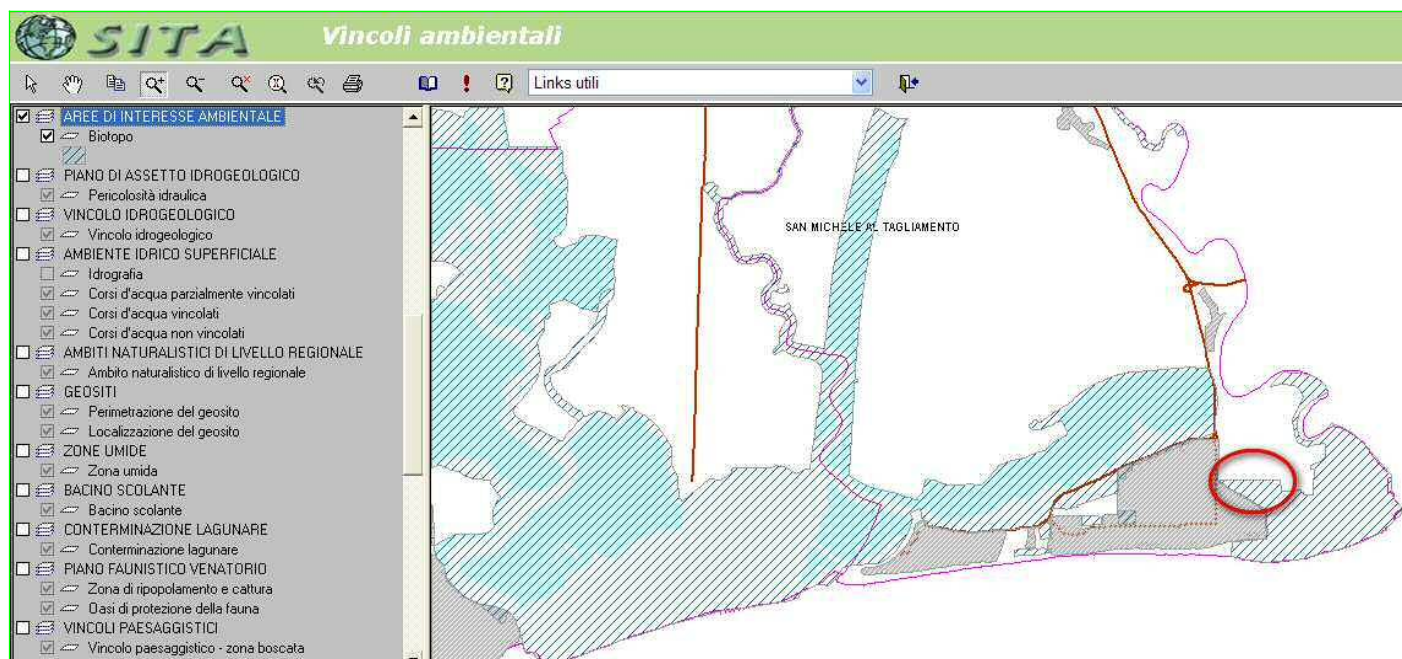 SITA Vincoli ambientali
Links utili
AREE DI INTERESSE AMBIENTALE
Biotopo
PIANO DI ASSETTO IDROGEOLOGICO
Pericolosità idraulica
VINCOLO IDROGEOLOGICO
Vincolo idrogeologico
AMBIENTE IDRICO SUPERFICIALE
Idrografia
Corsi d'acqua parzialmente vincolati
Corsi d'acqua vincolati
Corsi d'acqua non vincolati
AMBITI NATURALISTICI DI LIVELLO REGIONALE
Ambito naturalistico di livello regionale
GEOSITI
Perimetrazione del geosito
Localizzazione del geosito
ZONE UMIDE
Zona umida
BACINO SCOLANTE
Bacino scolante
CONTERMINAZIONE LAGUNARE
Conterminazione lagunare
PIANO FAUNISTICO VENATORIO
Zona di ripopolamento e cattura
Oasi di protezione della fauna
VINCOLI PAESAGGISTICI
Vincolo paesaggistico - zona boscata
SAN MICHELE AL TAGLIAMENTO